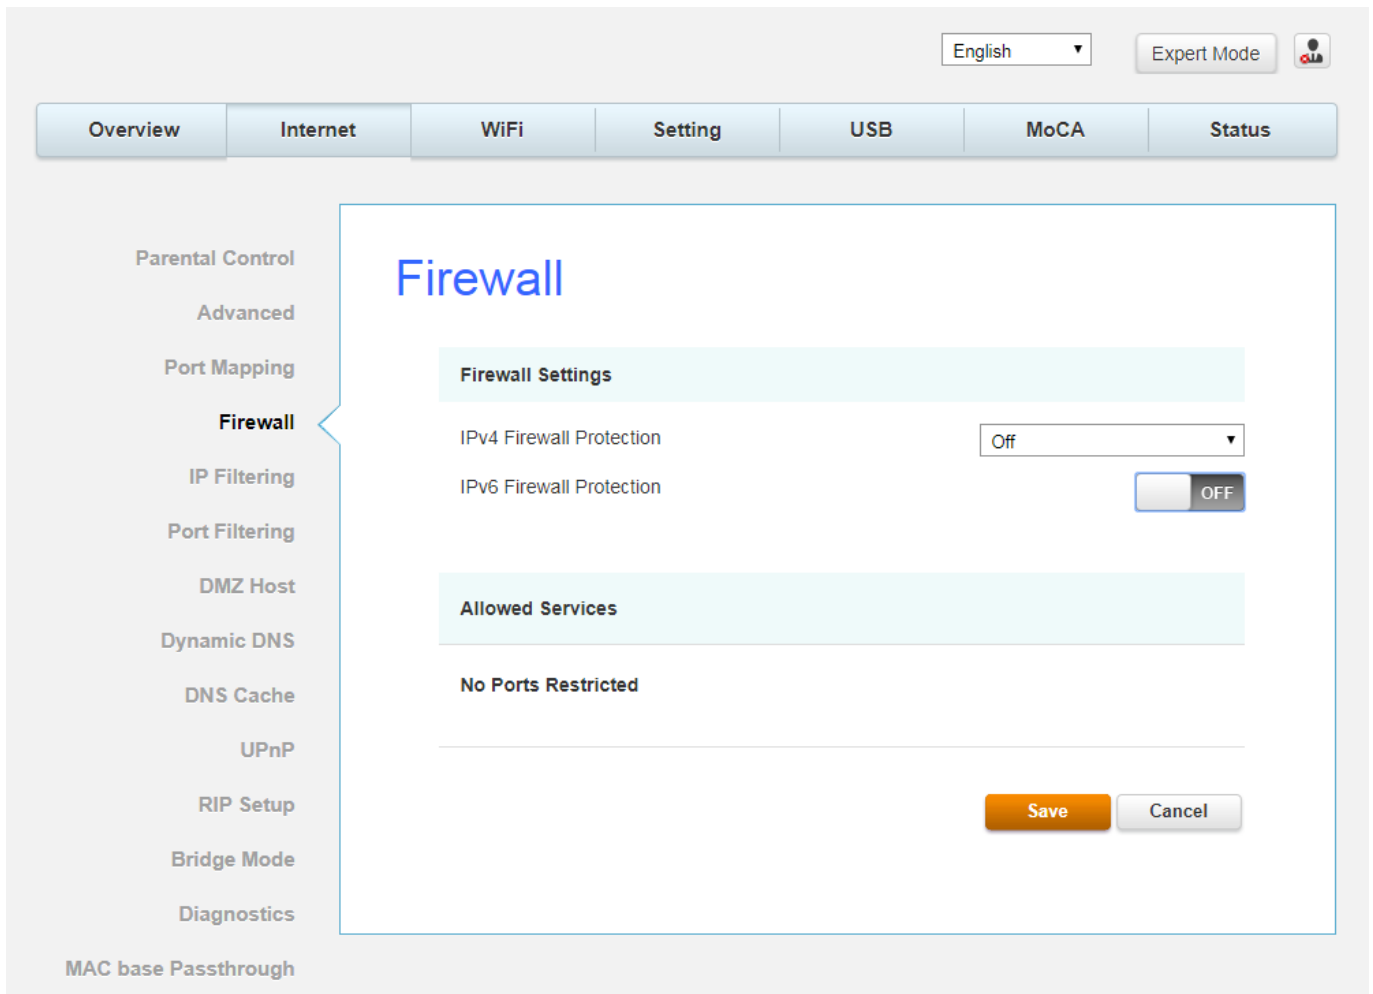 English
Expert Mode
Overview Internet WiFi Setting USB MoCA Status
Parental Control
Advanced
Port Mapping
Firewall
IP Filtering
Port Filtering
DMZ Host
Dynamic DNS
DNS Cache
UPnP
RIP Setup
Bridge Mode
Diagnostics
MAC base Passthrough
Firewall
Firewall Settings
IPv4 Firewall Protection Off
IPv6 Firewall Protection OFF
Allowed Services
No Ports Restricted
Save Cancel